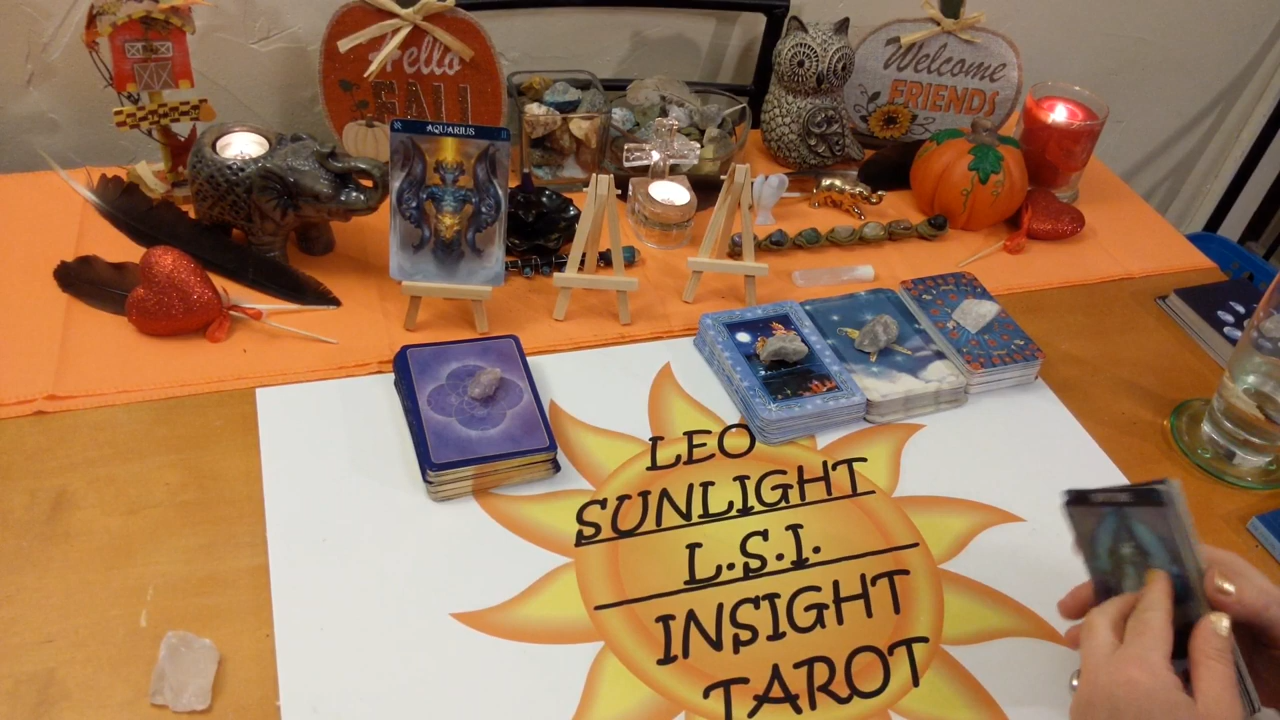 Hello
FALL
Welcome
FRIENDS
AQUARIUS
LEO
SUNLIGHT
L.S.I.
INSIGHT
TAROT